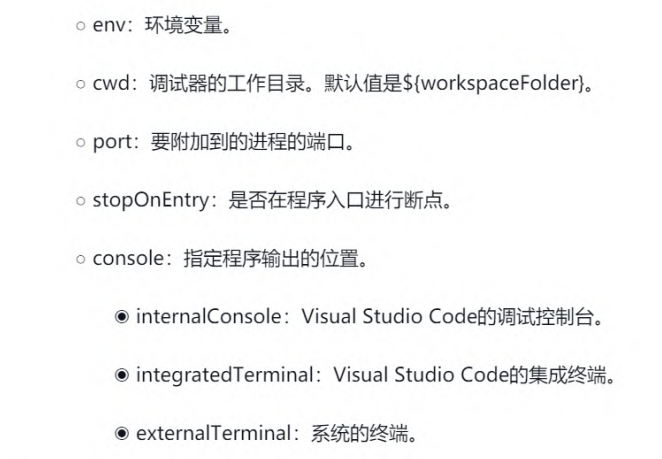 ○ env：环境变量。
○ cwd：调试器的工作目录。默认值是${workspaceFolder}。
○ port：要附加到的进程的端口。
○ stopOnEntry：是否在程序入口进行断点。
○ console：指定程序输出的位置。
◉ internalConsole：Visual Studio Code的调试控制台。
◉ integratedTerminal：Visual Studio Code的集成终端。
◉ externalTerminal：系统的终端。